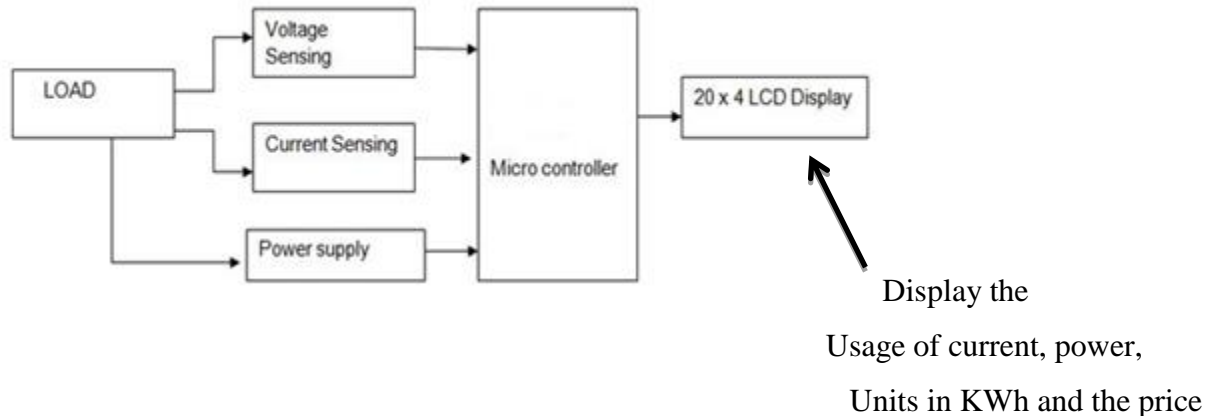 Voltage
Sensing
LOAD
20 x 4 LCD Display
Current Sensing
Micro controller
Power supply
Display the
Usage of current, power,
Units in KWh and the price